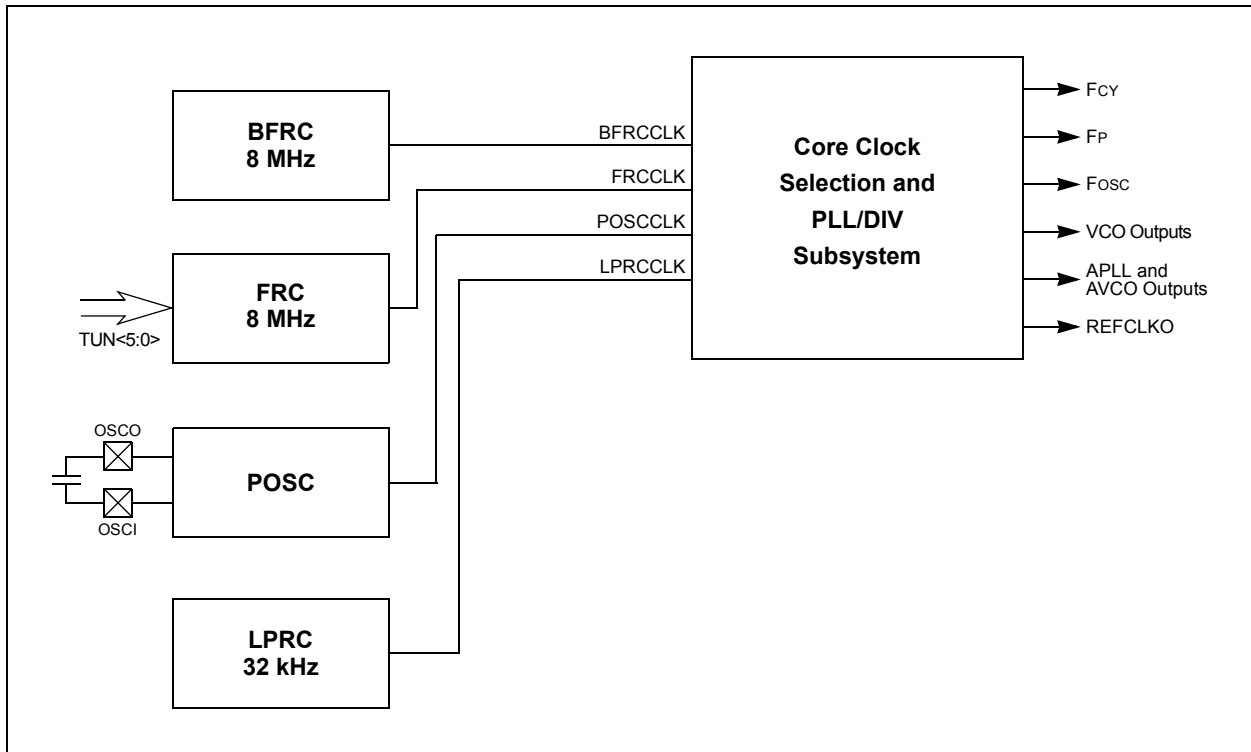 BFRC
8 MHz
BFRCCLK
FRCCLK
POSCCLK
LPRCCLK
FRC
8 MHz
TUN<5:0>
OSCO
OSCI
POSC
LPRC
32 kHz
Core Clock
Selection and
PLL/DIV
Subsystem
FCY
FP
FOSC
VCO Outputs
APLL and
AVCO Outputs
REFCLKO